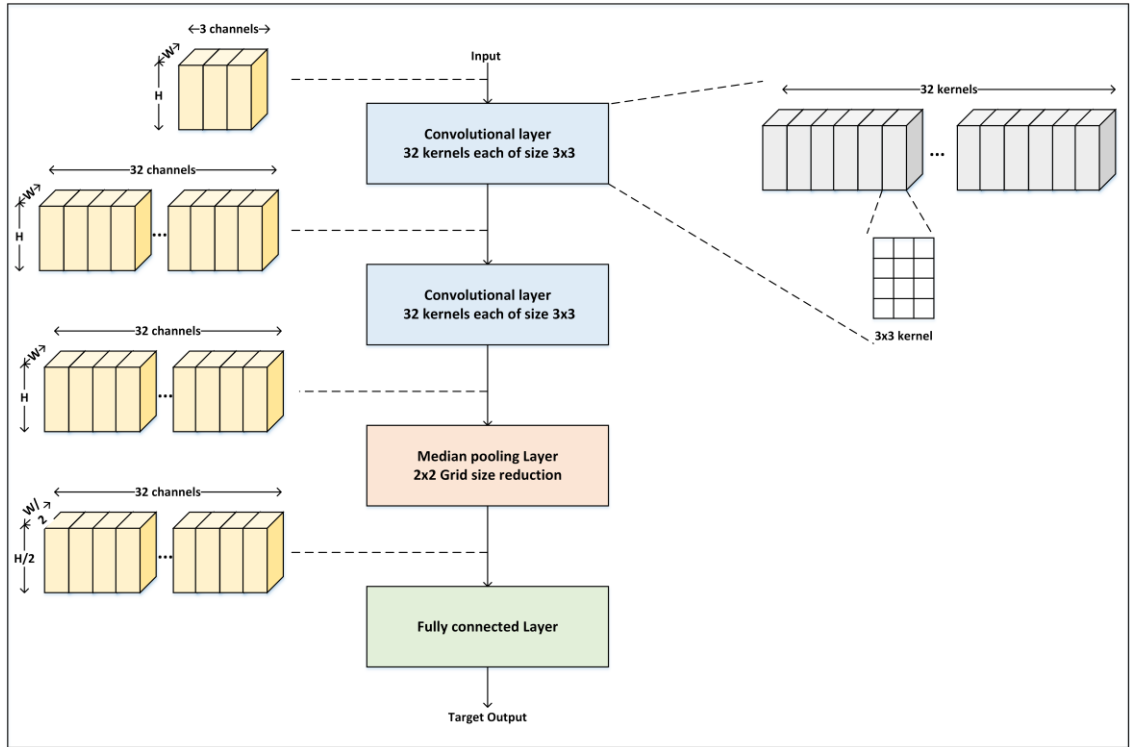 3 channels
W
H
Input
Convolutional layer
32 kernels each of size 3x3
32 kernels
...
3x3 kernel
32 channels
W
H
...
Convolutional layer
32 kernels each of size 3x3
32 channels
W
H
...
Median pooling Layer
2x2 Grid size reduction
32 channels
W/
2
H/2
...
Fully connected Layer
Target Output